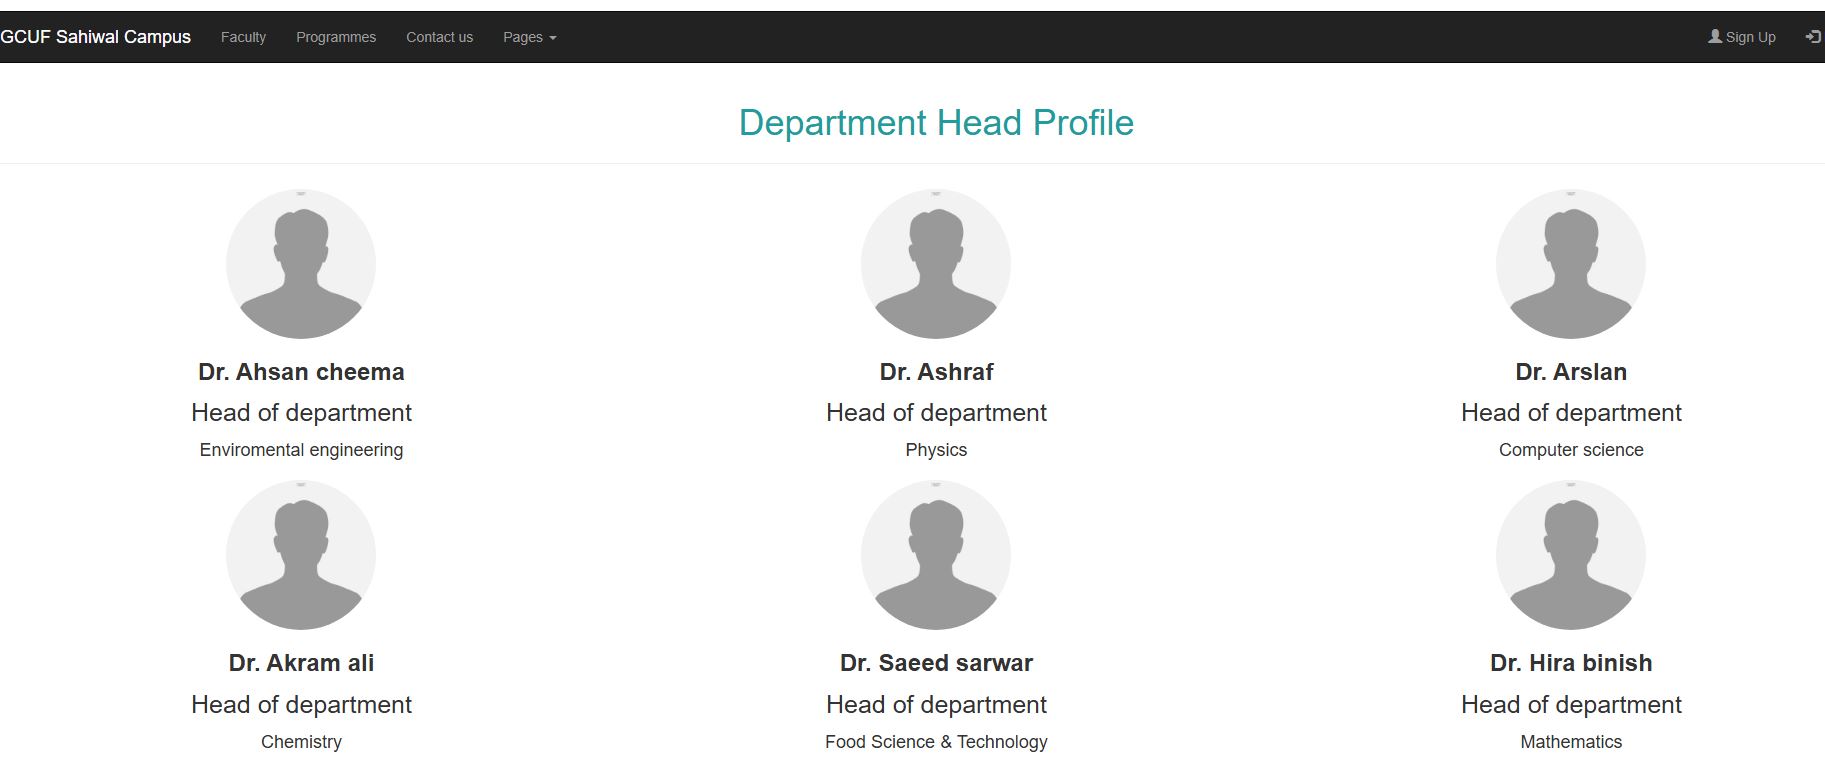 GCUF Sahiwal Campus Faculty Programmes Contact us Pages Sign Up
Department Head Profile
Dr. Ahsan cheema
Head of department
Enviromental engineering
Dr. Ashraf
Head of department
Physics
Dr. Arslan
Head of department
Computer science
Dr. Akram ali
Head of department
Chemistry
Dr. Saeed sarwar
Head of department
Food Science & Technology
Dr. Hira binish
Head of department
Mathematics